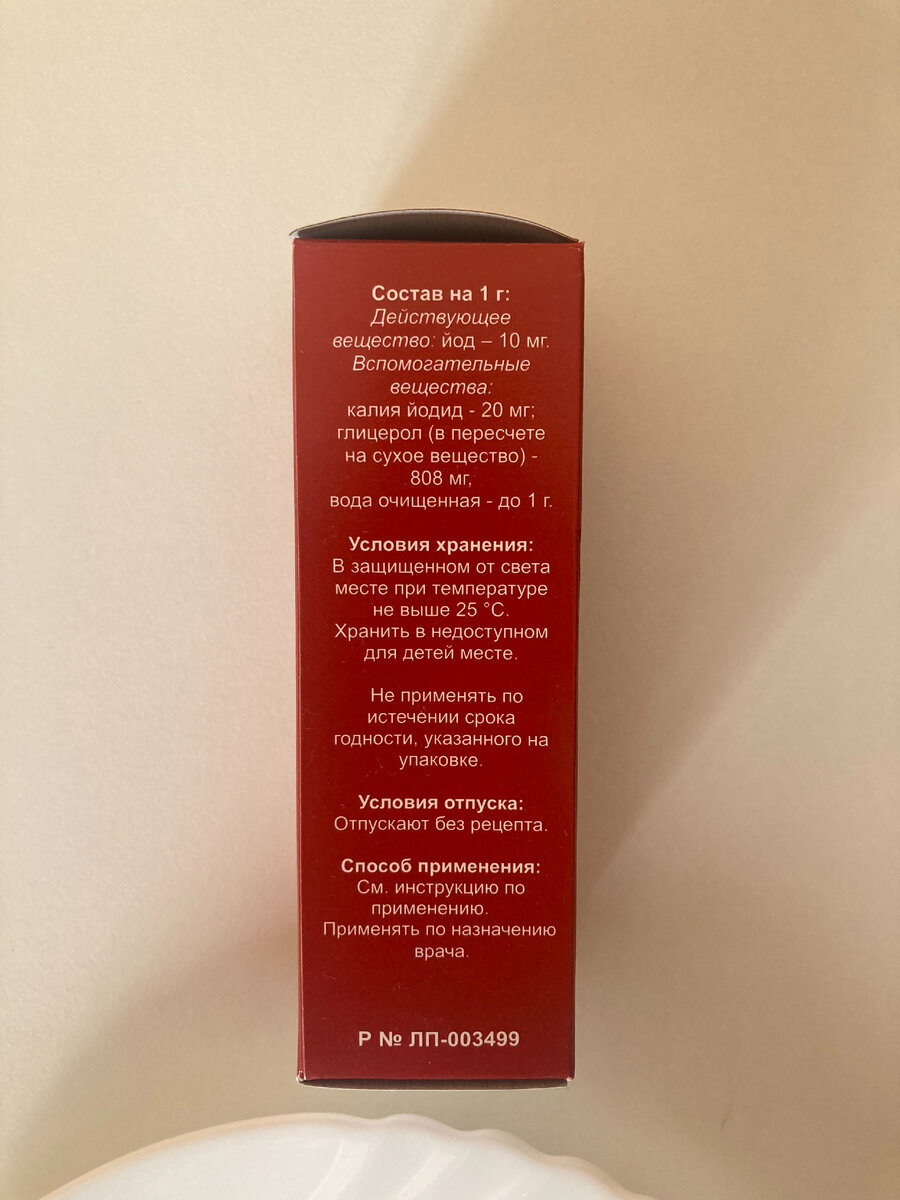 Состав на 1 г:
Действующее
вещество: йод – 10 мг.
Вспомогательные
вещества:
калия йодид - 20 мг;
глицерол (в пересчете
на сухое вещество) -
808 мг,
вода очищенная - до 1 г.
Условия хранения:
В защищенном от света
месте при температуре
не выше 25 °С.
Хранить в недоступном
для детей месте.
Не применять по
истечении срока
годности, указанного на
упаковке.
Условия отпуска:
Отпускают без рецепта.
Способ применения:
См. инструкцию по
применению.
Применять по назначению
врача.
Р № ЛП-003499